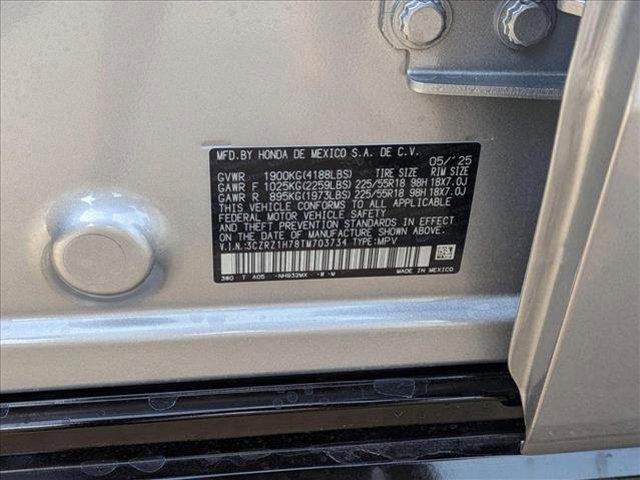 MFD.BY HONDA DE MEXICO S.A. DE C.V. 05/'25
GVWR 1900KG(4188LBS) TIRE SIZE RIM SIZE
GAWR F 1025KG(2259LBS) 225/55R18 98H 18X7.0J
GAWR R 895KG(1973LBS) 225/55R18 98H 18X7.0J
THIS VEHICLE CONFORMS TO ALL APPLICABLE
FEDERAL MOTOR VEHICLE SAFETY
AND THEFT PREVENTION STANDARDS IN EFFECT
ON THE DATE OF MANUFACTURE SHOWN ABOVE.
V.I.N.:3CZRZ1H78TM703734 TYPE:MPV
3W0 T A05 -NH932MX -W -W MADE IN MEXICO